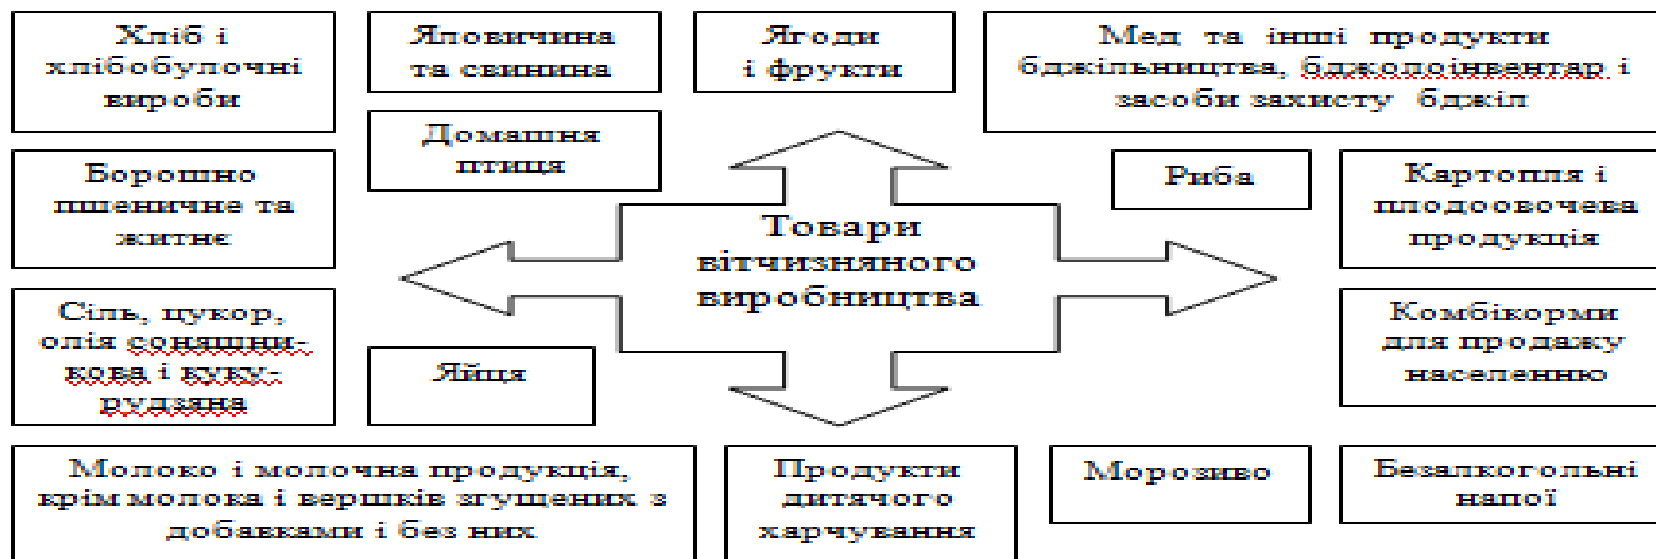 Хліб і
хлібобулочні
вироби
Яловичина
та свинина
Ягоди
і фрукти
Мед та інші продукти
бджільництва, бджолоінвентар і
засоби захисту бджіл
Домашня
птиця
Борошно
пшеничне та
житнє
Риба
Картопля і
плодоовочева
продукція
Товари
вітчизняного
виробництва
Сіль, цукор,
олія соняшни-
кова і куку-
рудзяна
Яйця
Комбікорми
для продажу
населенню
Молоко і молочна продукція,
крім молока і вершків згущених з
добавками і без них
Продукти
дитячого
харчування
Морозиво
Безалкогольні
напої